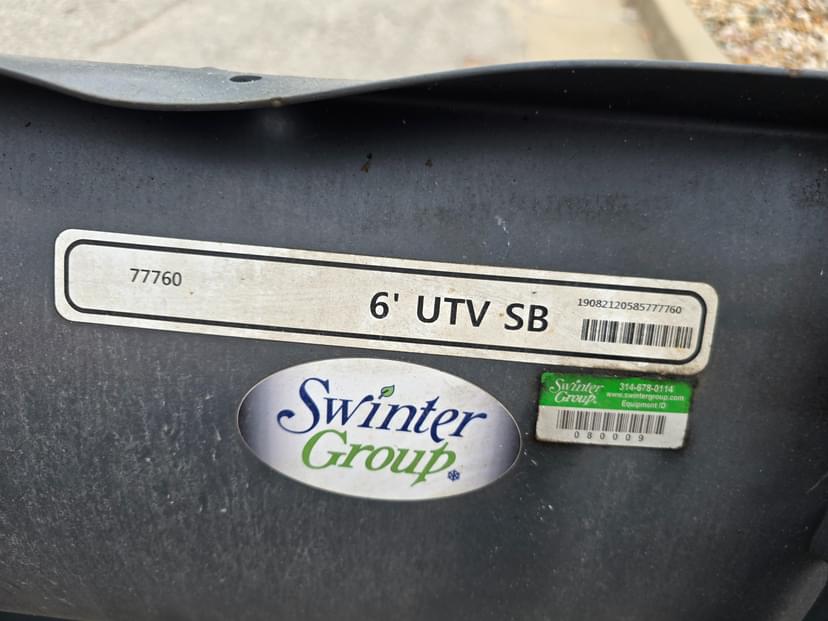 77760
6' UTV SB
19082120585777760
Swinter
Group
Swinter
Group.
314-678-0114
www.swintergroup.com
Equipment ID
080009